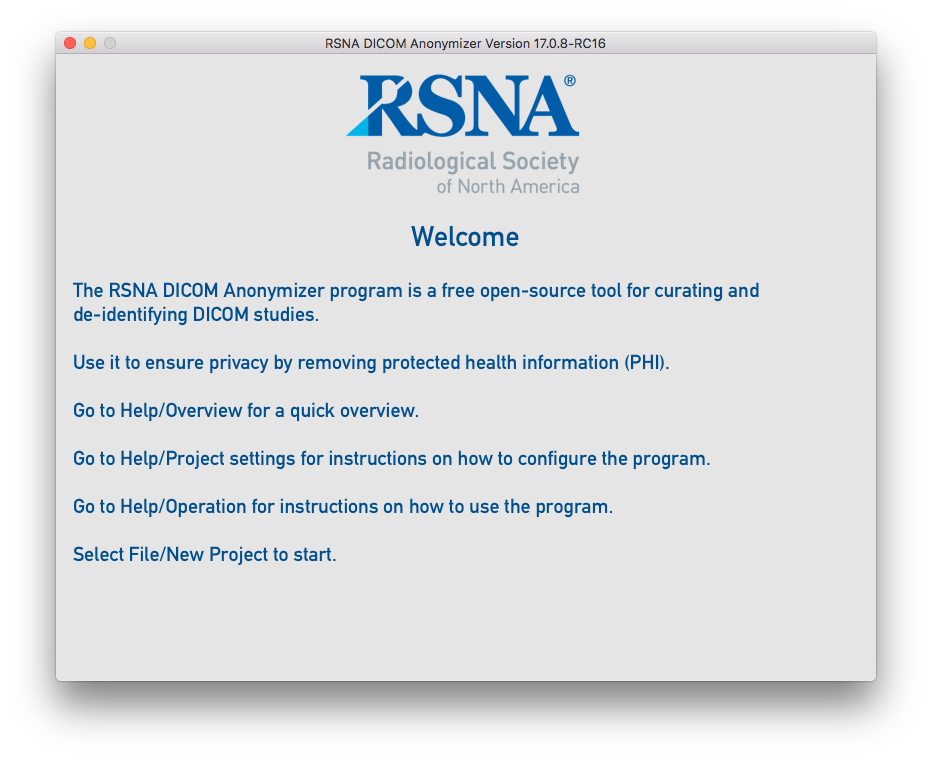 RSNA DICOM Anonymizer Version 17.0.8-RC16
RSNA®
Radiological Society
of North America
Welcome
The RSNA DICOM Anonymizer program is a free open-source tool for curating and
de-identifying DICOM studies.
Use it to ensure privacy by removing protected health information (PHI).
Go to Help/Overview for a quick overview.
Go to Help/Project settings for instructions on how to configure the program.
Go to Help/Operation for instructions on how to use the program.
Select File/New Project to start.